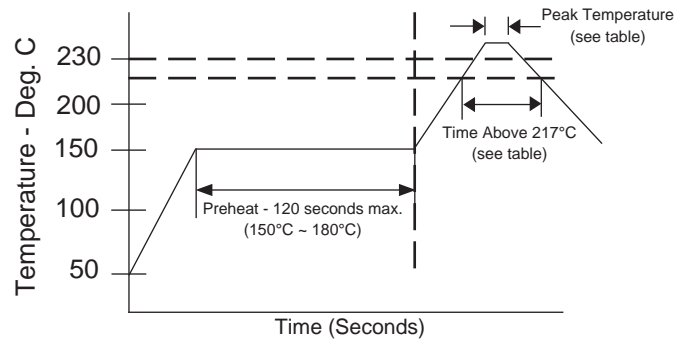 Peak Temperature
(see table)
230
200
150
100
50
Temperature - Deg. C
Time Above 217°C
(see table)
Preheat - 120 seconds max.
(150°C ~ 180°C)
Time (Seconds)